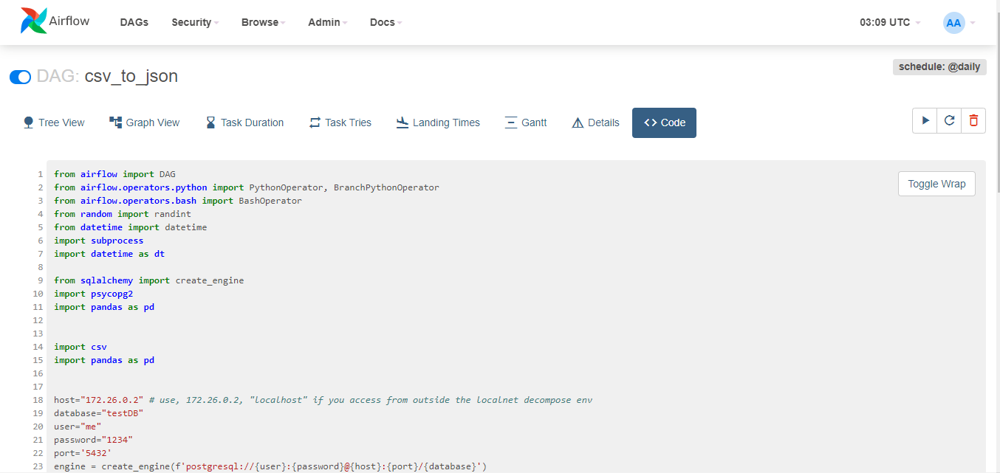 Airflow
DAGs
Security
Browse
Admin
Docs
03:09 UTC
AA
DAG: csv_to_json
schedule: @daily
Tree View
Graph View
Task Duration
Task Tries
Landing Times
Gantt
Details
<> Code
Toggle Wrap
1 from airflow import DAG
2 from airflow.operators.python import PythonOperator, BranchPythonOperator
3 from airflow.operators.bash import BashOperator
4 from random import randint
5 from datetime import datetime
6 import subprocess
7 import datetime as dt
8
9 from sqlalchemy import create_engine
10 import psycopg2
11 import pandas as pd
12
13
14 import csv
15 import pandas as pd
16
17
18 host="172.26.0.2" # use, 172.26.0.2, "localhost" if you access from outside the localnet decompose env
19 database="testDB"
20 user="me"
21 password="1234"
22 port='5432'
23 engine = create_engine(f'postgresql://{user}:{password}@{host}:{port}/{database}')